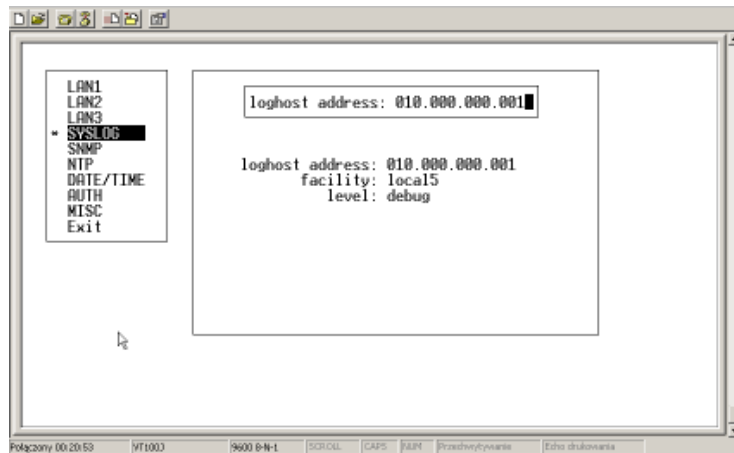 LAN1
LAN2
LAN3
* SYSLOG
SNMP
NTP
DATE/TIME
AUTH
MISC
Exit
loghost address: 010.000.000.001
loghost address: 010.000.000.001
facility: local5
level: debug
Połączony 00:20:53 VT100J 9600 8-N-1 SCROLL CAPS NUM Przechwytywanie Echo drukowania